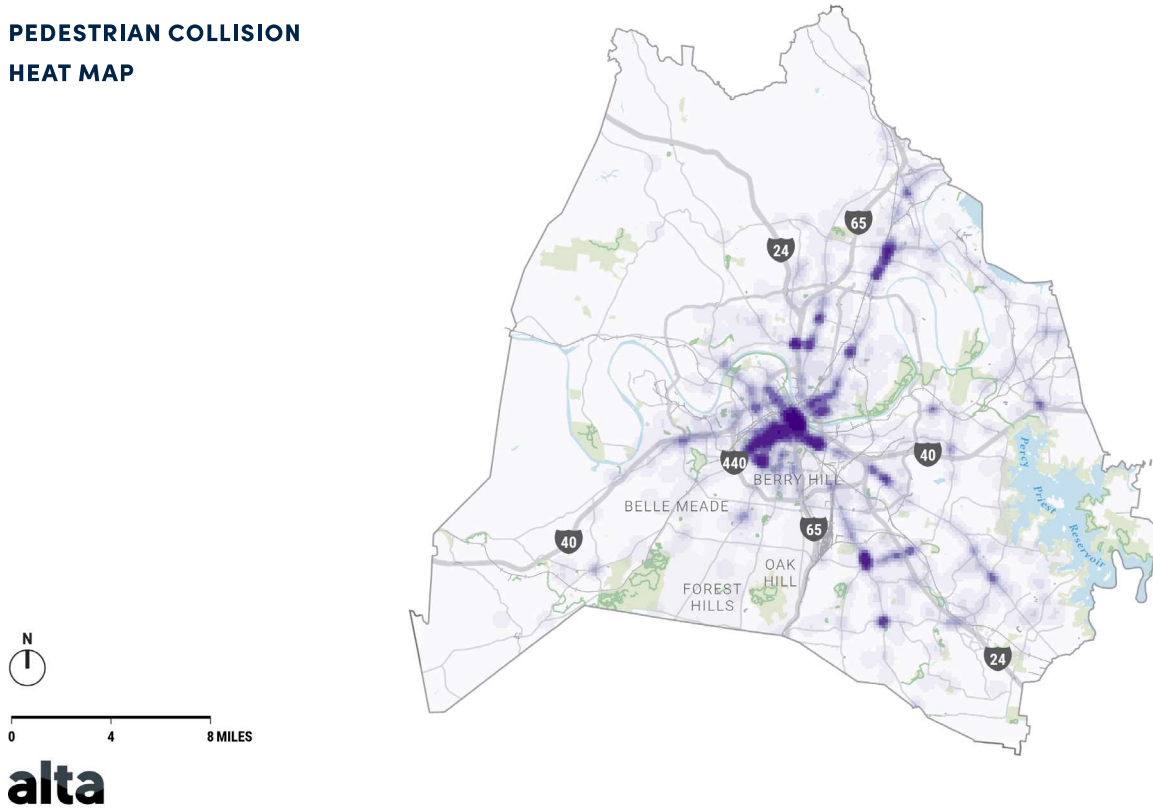 PEDESTRIAN COLLISION
HEAT MAP
65
24
440
40
BERRY HILL
BELLE MEADE
65
40
OAK
HILL
FOREST
HILLS
24
Percy
Priest
Reservoir
N
0 4 8 MILES
alta